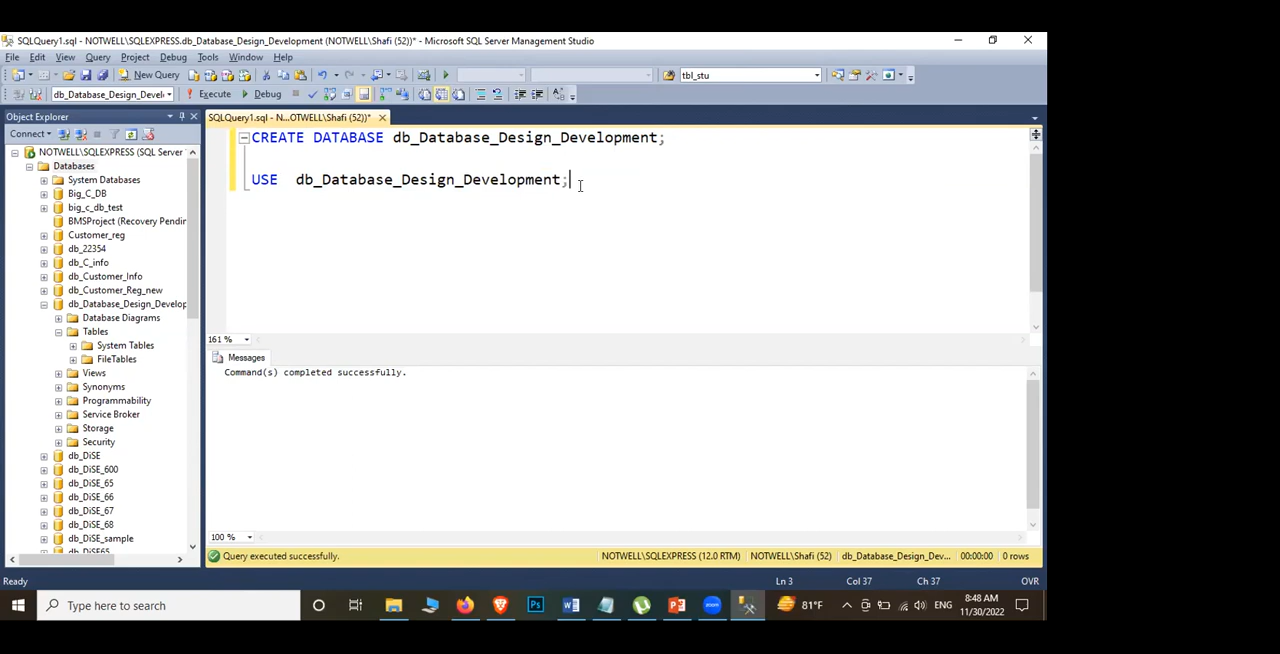 SQLQuery1.sql - NOTWELL\SQLEXPRESS.db_Database_Design_Development (NOTWELL\Shafi (52))* - Microsoft SQL Server Management Studio
File Edit View Query Project Debug Tools Window Help
New Query tbl_stu
db_Database_Design_Devel Execute Debug
Object Explorer
SQLQuery1.sql - N...OTWELL\Shafi (52))*
Connect
NOTWELL\SQLEXPRESS (SQL Server
Databases
System Databases
Big_C_DB
big_c_db_test
BMSProject (Recovery Pendin
Customer_reg
db_22354
db_C_info
db_Customer_Info
db_Customer_Reg_new
db_Database_Design_Develop
Database Diagrams
Tables
System Tables
FileTables
Views
Synonyms
Programmability
Service Broker
Storage
Security
db_DiSE
db_DiSE_600
db_DiSE_65
db_DiSE_66
db_DiSE_67
db_DiSE_68
db_DiSE_sample
db_DiSE65
CREATE DATABASE db_Database_Design_Development;
USE db_Database_Design_Development;
161 %
Messages
Command(s) completed successfully.
100 %
Query executed successfully. NOTWELL\SQLEXPRESS (12.0 RTM) NOTWELL\Shafi (52) db_Database_Design_Dev... 00:00:00 0 rows
Ready Ln 3 Col 37 Ch 37 OVR
Type here to search Ps 81°F ENG 8:48 AM
11/30/2022